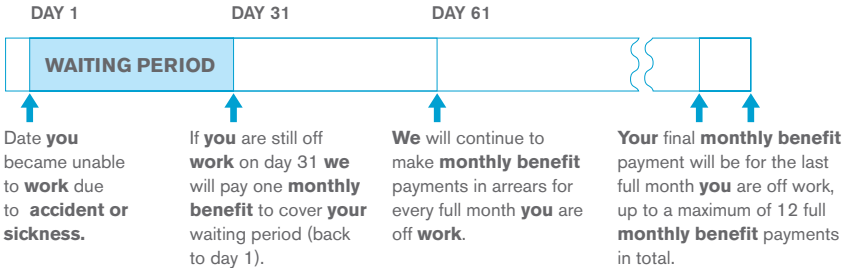 DAY 1
DAY 31
DAY 61
WAITING PERIOD
Date you
became unable
to work due
to accident or
sickness.
If you are still off
work on day 31 we
will pay one monthly
benefit to cover your
waiting period (back
to day 1).
We will continue to
make monthly benefit
payments in arrears for
every full month you are
off work.
Your final monthly benefit
payment will be for the last
full month you are off work,
up to a maximum of 12 full
monthly benefit payments
in total.